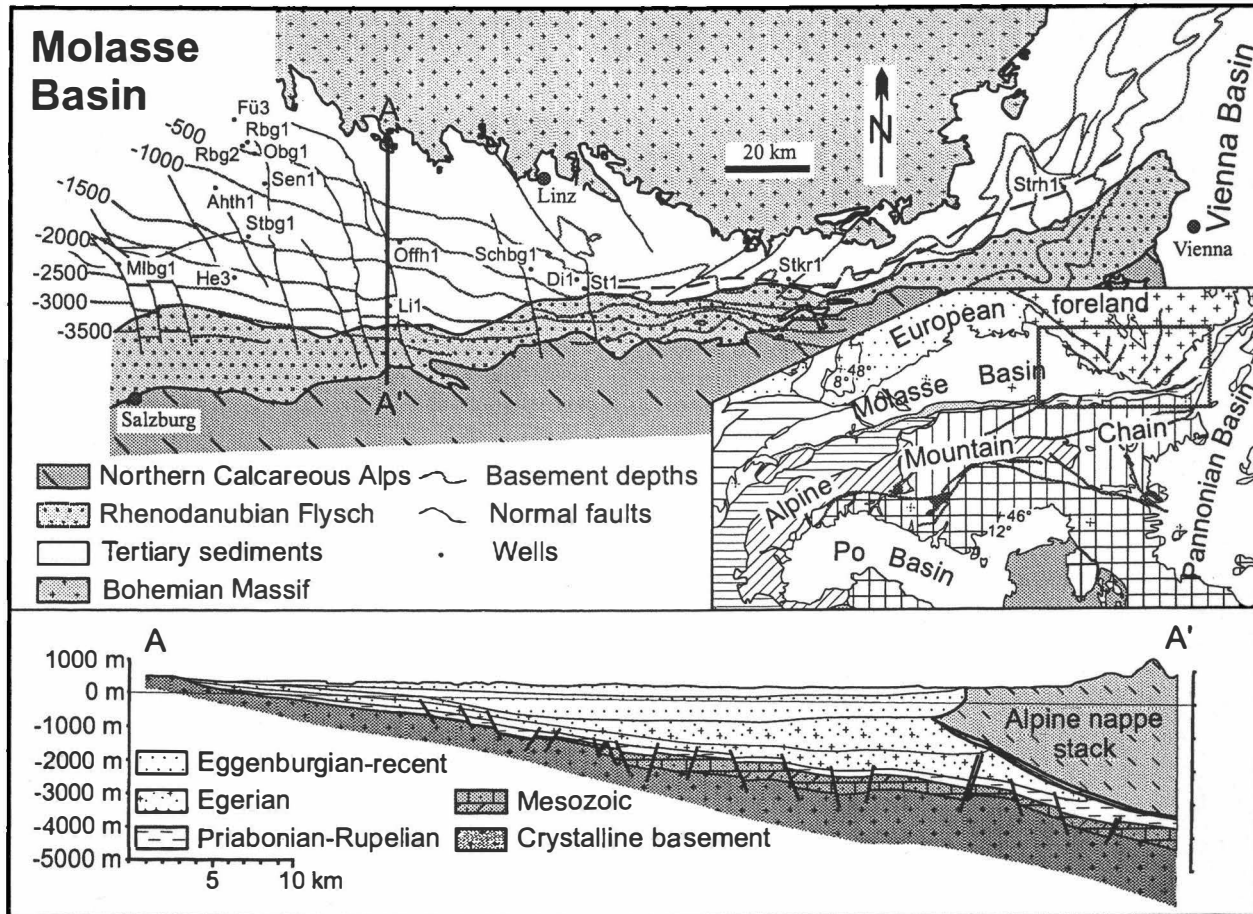 Molasse
Basin
Fü3
Rbg1
Obg1
Rbg2
Sen1
Ahth1
Stbg1
Mlbg1
He3
Offh1
Li1
Schbg1
Di1
St1
Stkr1
Strh1
-500
-1000
-1500
-2000
-2500
-3000
-3500
A
A'
N
20 km
Linz
Vienna
Vienna Basin
Salzburg
Northern Calcareous Alps
Rhenodanubian Flysch
Tertiary sediments
Bohemian Massif
Basement depths
Normal faults
Wells
European foreland
48°
8°
Molasse Basin
Alpine Mountain Chain
46°
12°
Po Basin
Pannonian Basin
A
A'
1000 m
0 m
-1000 m
-2000 m
-3000 m
-4000 m
-5000 m
Alpine nappe
stack
Eggenburgian-recent
Egerian
Priabonian-Rupelian
Mesozoic
Crystalline basement
5
10 km